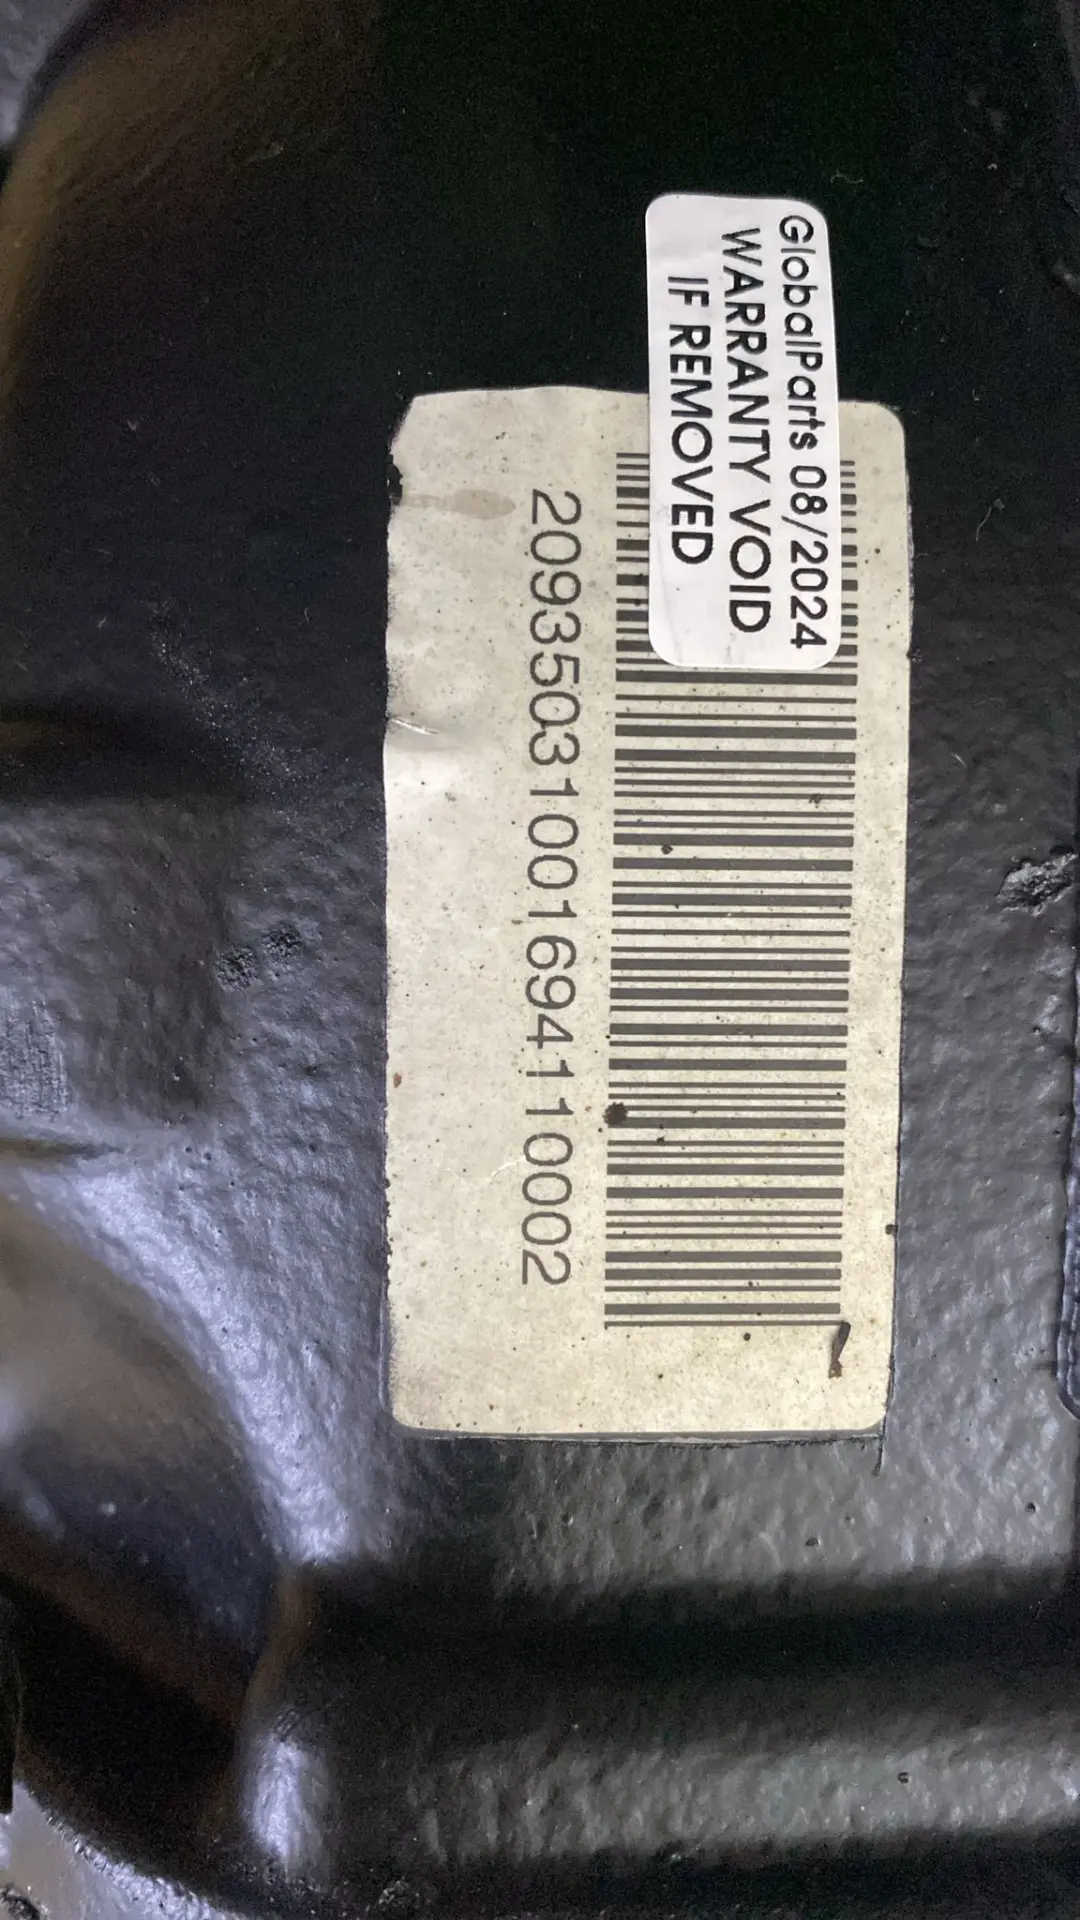 GlobalParts 08/2024
WARRANTY VOID
IF REMOVED
20935031001694110002